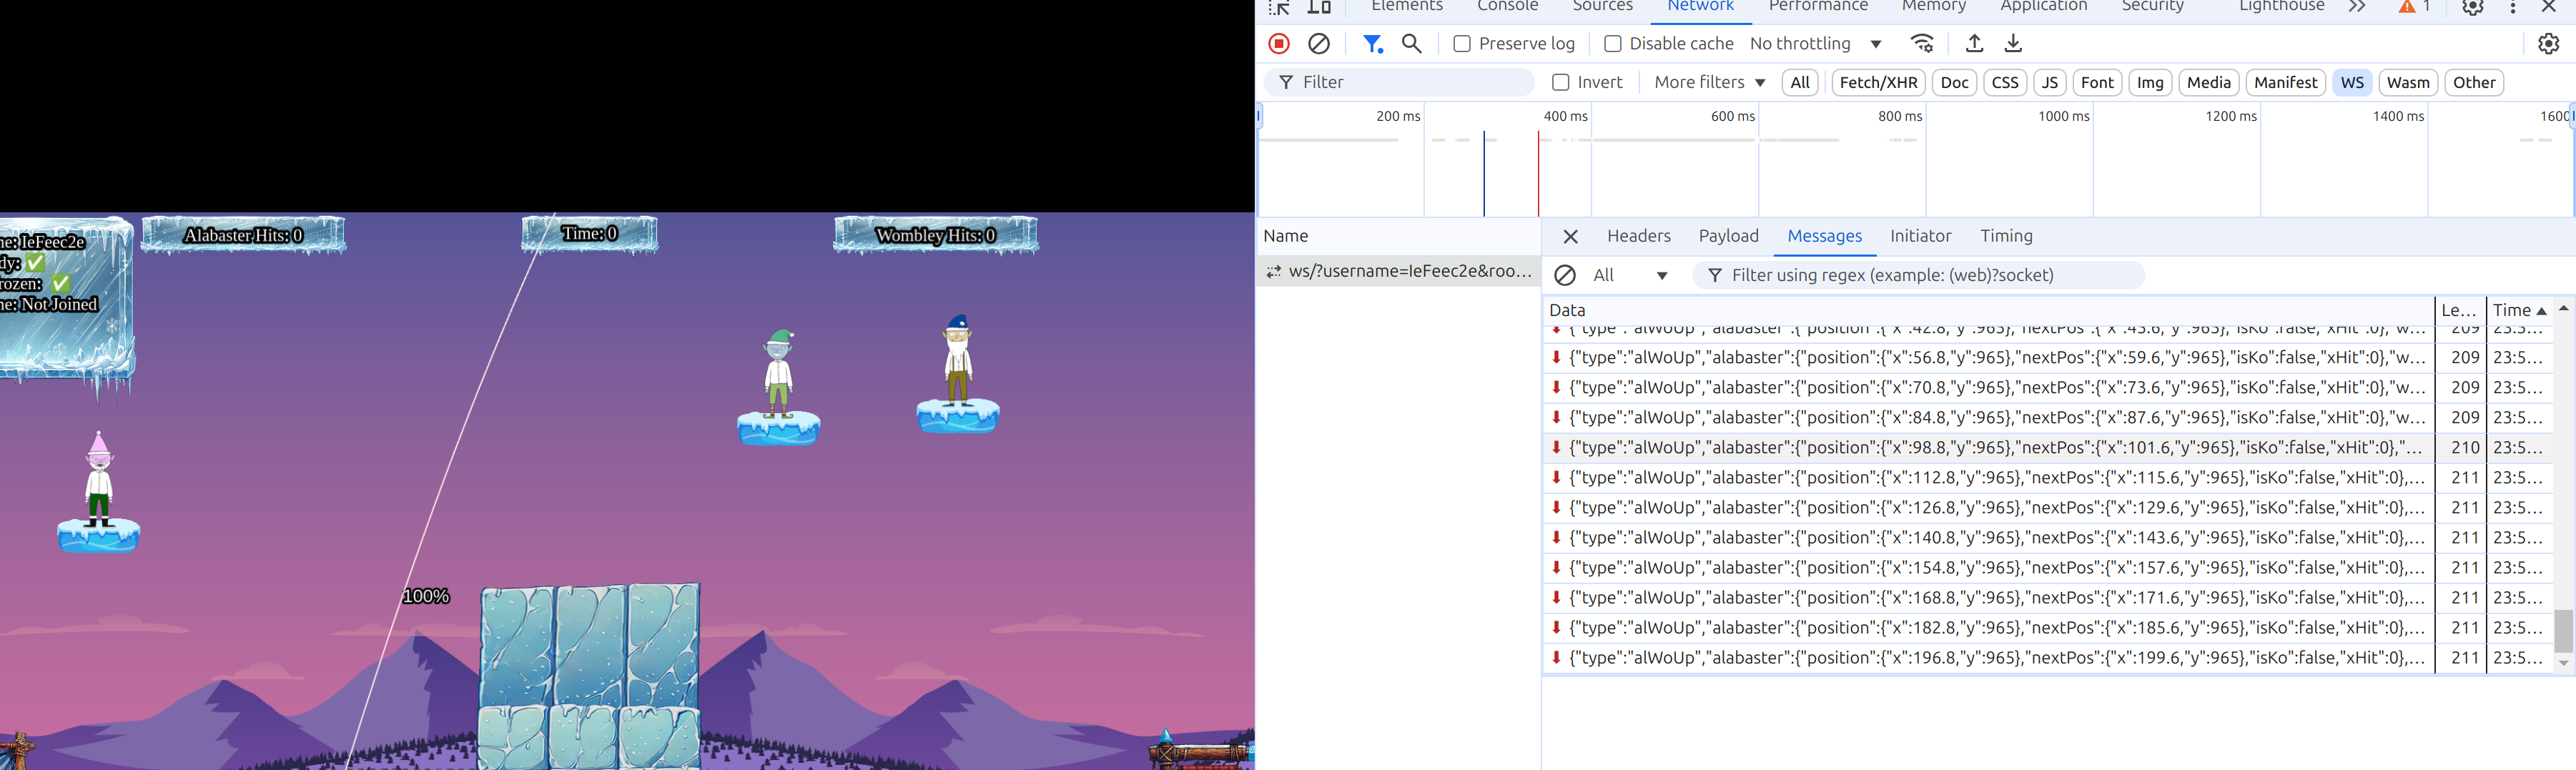 Elements Console Sources Network Performance Memory Application Security Lighthouse 1
Preserve log Disable cache No throttling
Filter Invert More filters All Fetch/XHR Doc CSS JS Font Img Media Manifest WS Wasm Other
200 ms 400 ms 600 ms 800 ms 1000 ms 1200 ms 1400 ms 1600
Name
ws/?username=IeFeec2e&roo...
Headers Payload Messages Initiator Timing
All Filter using regex (example: (web)?socket)
Data Le... Time
{"type":"alWoUp","alabaster":{"position":{"x":42.8,"y":965},"nextPos":{"x":45.6,"y":965},"isKo":false,"xHit":0},"w... 209 23:5...
{"type":"alWoUp","alabaster":{"position":{"x":56.8,"y":965},"nextPos":{"x":59.6,"y":965},"isKo":false,"xHit":0},"w... 209 23:5...
{"type":"alWoUp","alabaster":{"position":{"x":70.8,"y":965},"nextPos":{"x":73.6,"y":965},"isKo":false,"xHit":0},"w... 209 23:5...
{"type":"alWoUp","alabaster":{"position":{"x":84.8,"y":965},"nextPos":{"x":87.6,"y":965},"isKo":false,"xHit":0},"w... 209 23:5...
{"type":"alWoUp","alabaster":{"position":{"x":98.8,"y":965},"nextPos":{"x":101.6,"y":965},"isKo":false,"xHit":0},"... 210 23:5...
{"type":"alWoUp","alabaster":{"position":{"x":112.8,"y":965},"nextPos":{"x":115.6,"y":965},"isKo":false,"xHit":0},... 211 23:5...
{"type":"alWoUp","alabaster":{"position":{"x":126.8,"y":965},"nextPos":{"x":129.6,"y":965},"isKo":false,"xHit":0},... 211 23:5...
{"type":"alWoUp","alabaster":{"position":{"x":140.8,"y":965},"nextPos":{"x":143.6,"y":965},"isKo":false,"xHit":0},... 211 23:5...
{"type":"alWoUp","alabaster":{"position":{"x":154.8,"y":965},"nextPos":{"x":157.6,"y":965},"isKo":false,"xHit":0},... 211 23:5...
{"type":"alWoUp","alabaster":{"position":{"x":168.8,"y":965},"nextPos":{"x":171.6,"y":965},"isKo":false,"xHit":0},... 211 23:5...
{"type":"alWoUp","alabaster":{"position":{"x":182.8,"y":965},"nextPos":{"x":185.6,"y":965},"isKo":false,"xHit":0},... 211 23:5...
{"type":"alWoUp","alabaster":{"position":{"x":196.8,"y":965},"nextPos":{"x":199.6,"y":965},"isKo":false,"xHit":0},... 211 23:5...
ne: IeFeec2e
dy: ✅
rozen: ✅
ne: Not Joined
Alabaster Hits: 0
Time: 0
Wombley Hits: 0
100%